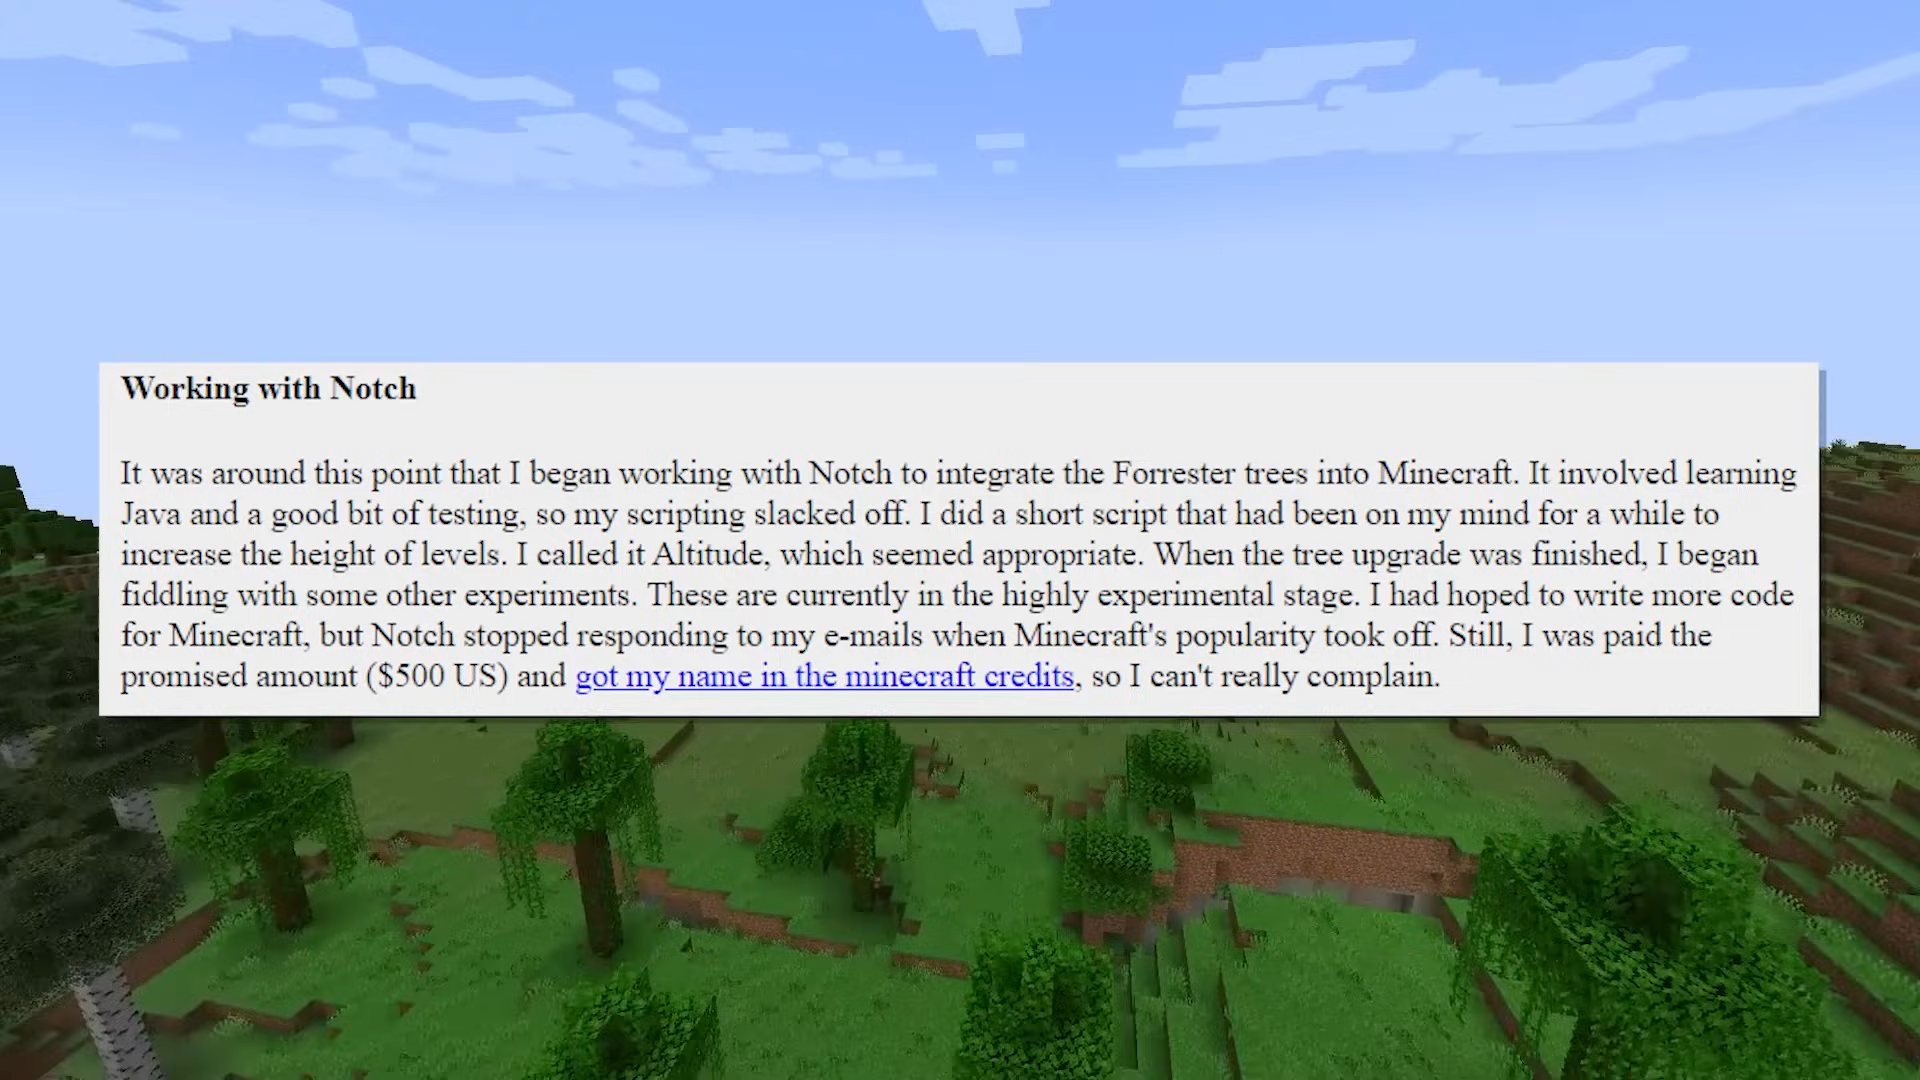 Working with Notch
It was around this point that I began working with Notch to integrate the Forrester trees into Minecraft. It involved learning
Java and a good bit of testing, so my scripting slacked off. I did a short script that had been on my mind for a while to
increase the height of levels. I called it Altitude, which seemed appropriate. When the tree upgrade was finished, I began
fiddling with some other experiments. These are currently in the highly experimental stage. I had hoped to write more code
for Minecraft, but Notch stopped responding to my e-mails when Minecraft's popularity took off. Still, I was paid the
promised amount ($500 US) and got my name in the minecraft credits, so I can't really complain.